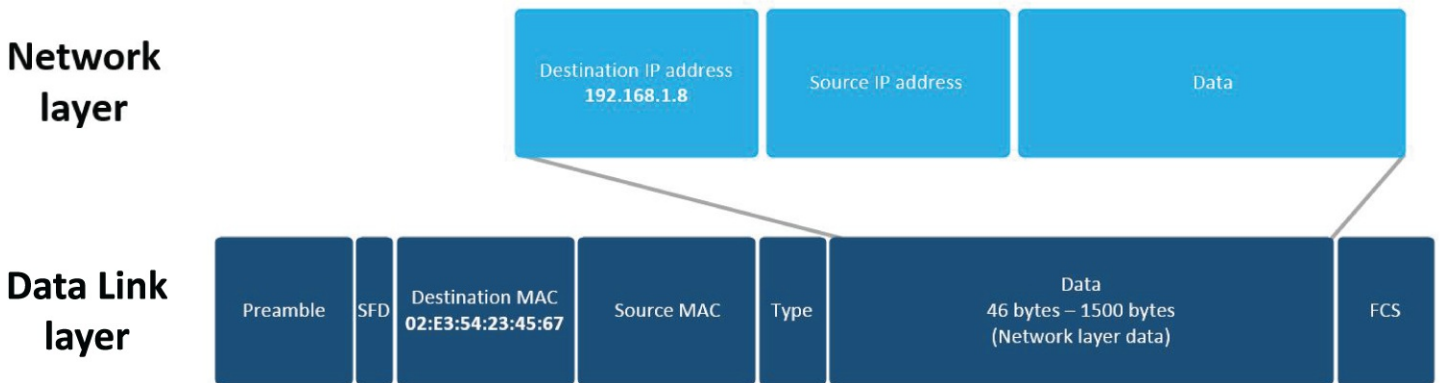 Network
layer
Destination IP address
192.168.1.8
Source IP address
Data
Data Link
layer
Preamble
SFD
Destination MAC
02:E3:54:23:45:67
Source MAC
Type
Data
46 bytes – 1500 bytes
(Network layer data)
FCS